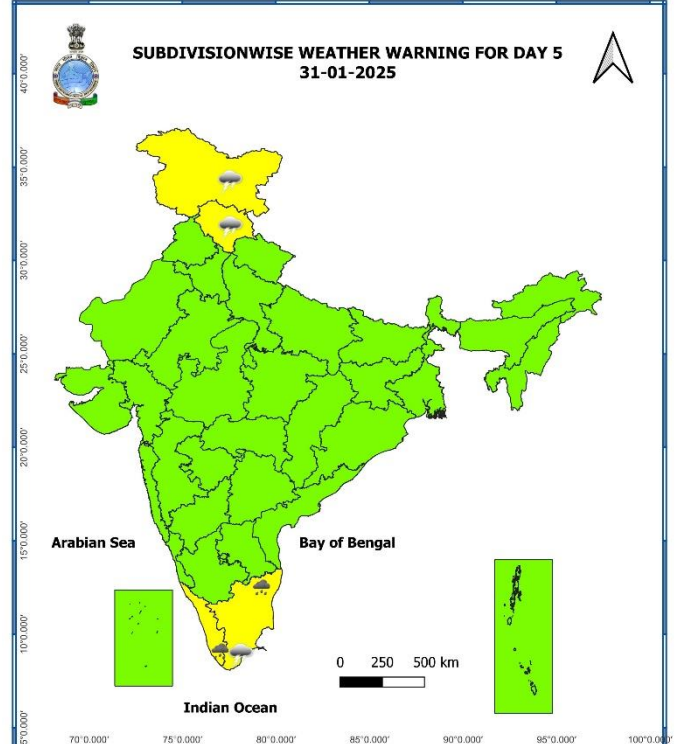 SUBDIVISIONWISE WEATHER WARNING FOR DAY 5
31-01-2025
40°0.000'
35°0.000'
30°0.000'
25°0.000'
20°0.000'
15°0.000'
10°0.000'
5°0.000'
Arabian Sea
Bay of Bengal
0 250 500 km
Indian Ocean
70°0.000' 75°0.000' 80°0.000' 85°0.000' 90°0.000' 95°0.000' 100°0.000'